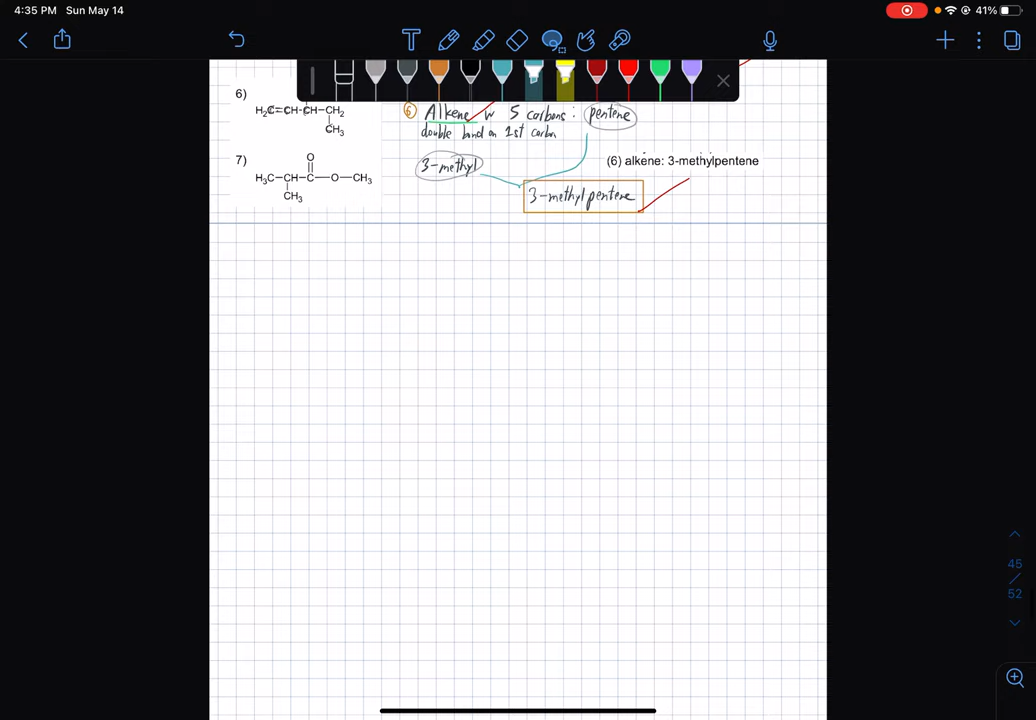 4:35 PM Sun May 14
41%
6)
H₂C=CH-CH-CH₂
CH₃
6 Alkene w 5 carbons: pentene
double bond on 1st carbon
7)
O
H₃C-CH-C-O-CH₃
CH₃
3-methyl
(6) alkene: 3-methylpentene
3-methyl pentene
45
/
52